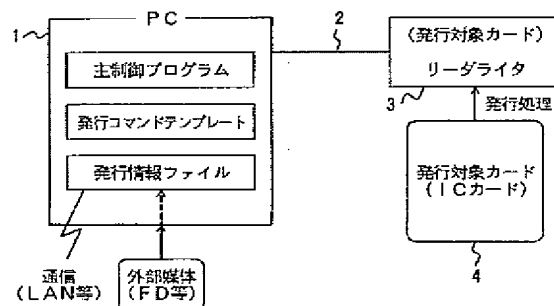 PC
1
主制御プログラム
発行コマンドテンプレート
発行情報ファイル
通信
(LAN等)
外部媒体
(FD等)
2
(発行対象カード)
リーダライタ
3
発行処理
発行対象カード
(ICカード)
4